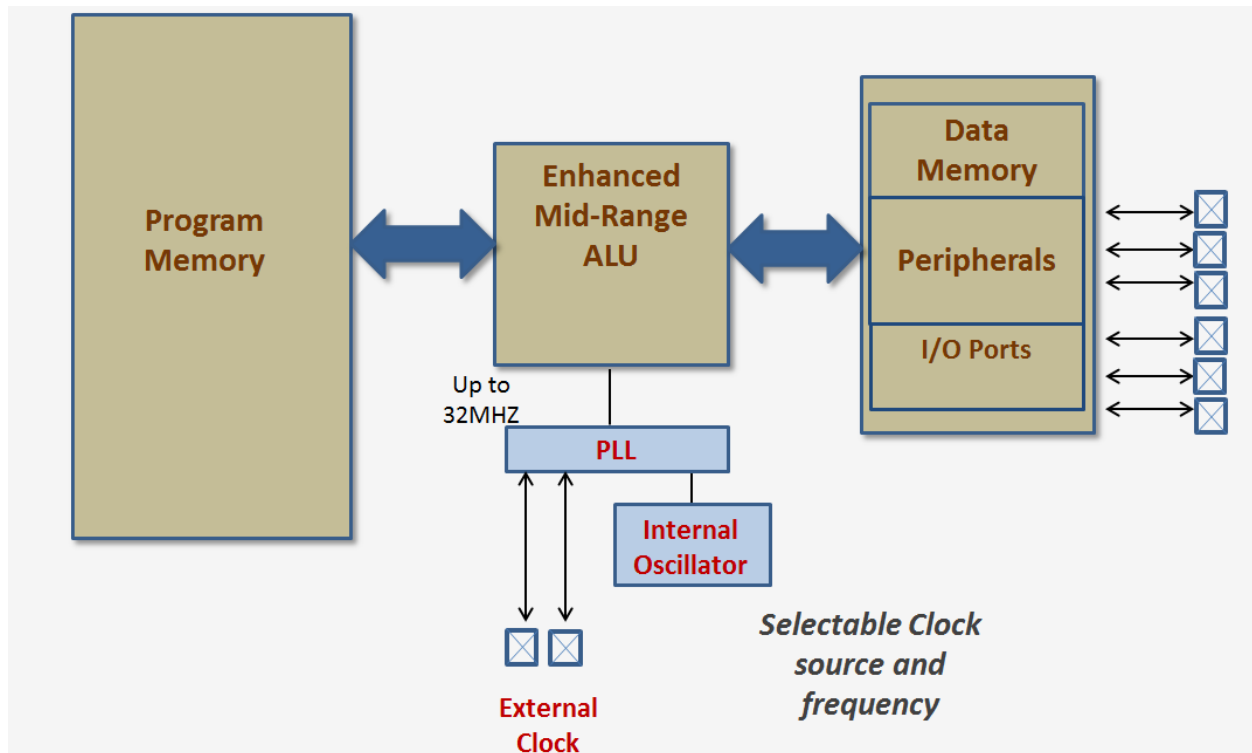 Program
Memory
Enhanced
Mid-Range
ALU
Data
Memory
Peripherals
I/O Ports
Up to
32MHZ
PLL
Internal
Oscillator
External
Clock
Selectable Clock
source and
frequency